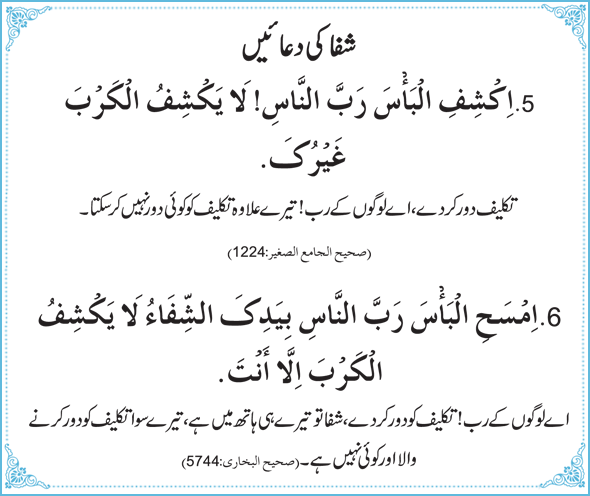 شفا کی دعائیں
5. اِکْشِفِ الْبَأْسَ رَبَّ النَّاسِ! لَا یَکْشِفُ الْکَرْبَ
غَیْرُکَ.
تکلیف دور کر دے، اے لوگوں کے رب! تیرے علاوہ تکلیف کو کوئی دور نہیں کر سکتا۔
(صحیح الجامع الصغیر:1224)
6. اِمْسَحِ الْبَأْسَ رَبَّ النَّاسِ بِیَدِکَ الشِّفَاءُ لَا یَکْشِفُ
الْکَرْبَ اِلَّا أَنْتَ.
اے لوگوں کے رب! تکلیف کو دور کر دے، شفا تو تیرے ہی ہاتھ میں ہے، تیرے سوا تکلیف کو دور کرنے
والا اور کوئی نہیں ہے۔ (صحیح البخاری:5744)